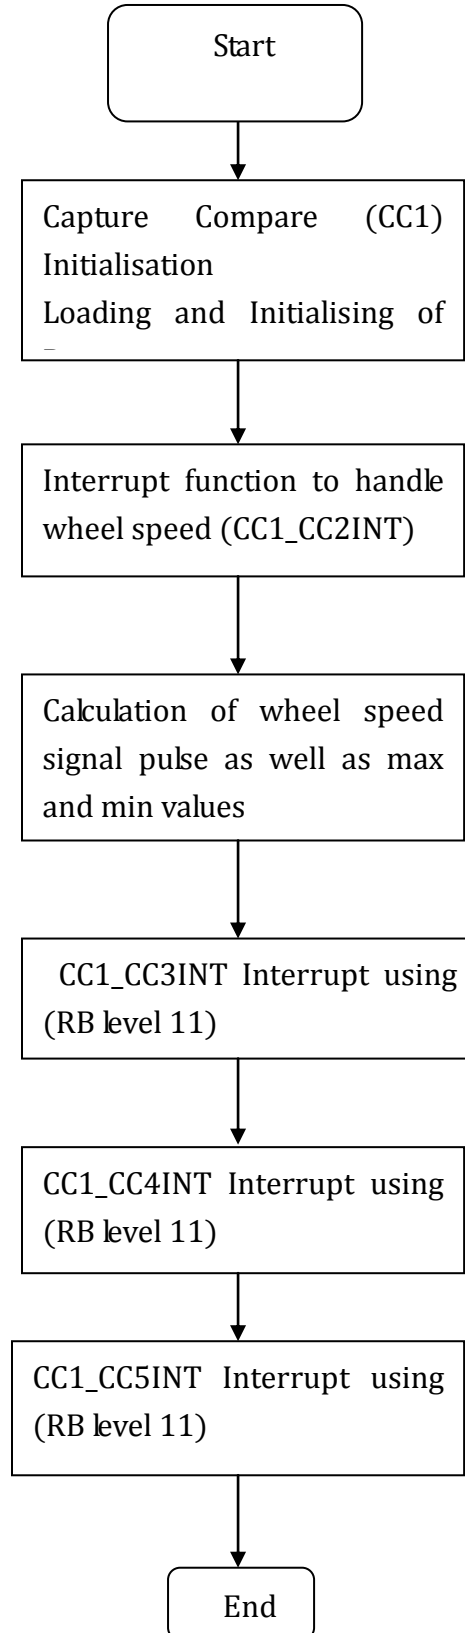 Start
Capture Compare (CC1)
Initialisation
Loading and Initialising of
Interrupt function to handle
wheel speed (CC1_CC2INT)
Calculation of wheel speed
signal pulse as well as max
and min values
CC1_CC3INT Interrupt using
(RB level 11)
CC1_CC4INT Interrupt using
(RB level 11)
CC1_CC5INT Interrupt using
(RB level 11)
End